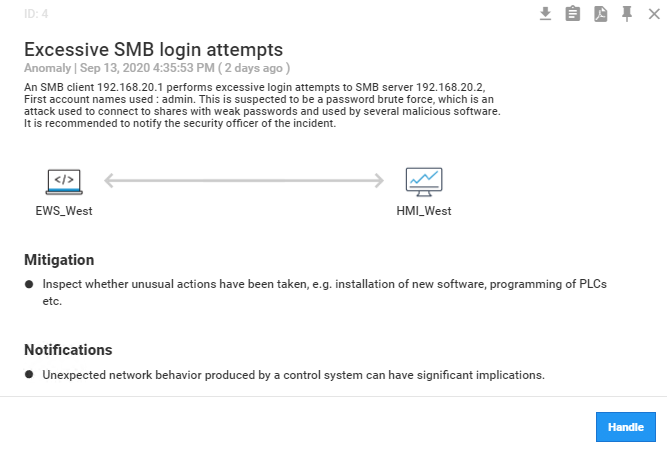 ID: 4
Excessive SMB login attempts
Anomaly | Sep 13, 2020 4:35:53 PM ( 2 days ago )
An SMB client 192.168.20.1 performs excessive login attempts to SMB server 192.168.20.2,
First account names used : admin. This is suspected to be a password brute force, which is an
attack used to connect to shares with weak passwords and used by several malicious software.
It is recommended to notify the security officer of the incident.
</>
EWS_West
HMI_West
Mitigation
● Inspect whether unusual actions have been taken, e.g. installation of new software, programming of PLCs
etc.
Notifications
● Unexpected network behavior produced by a control system can have significant implications.
Handle